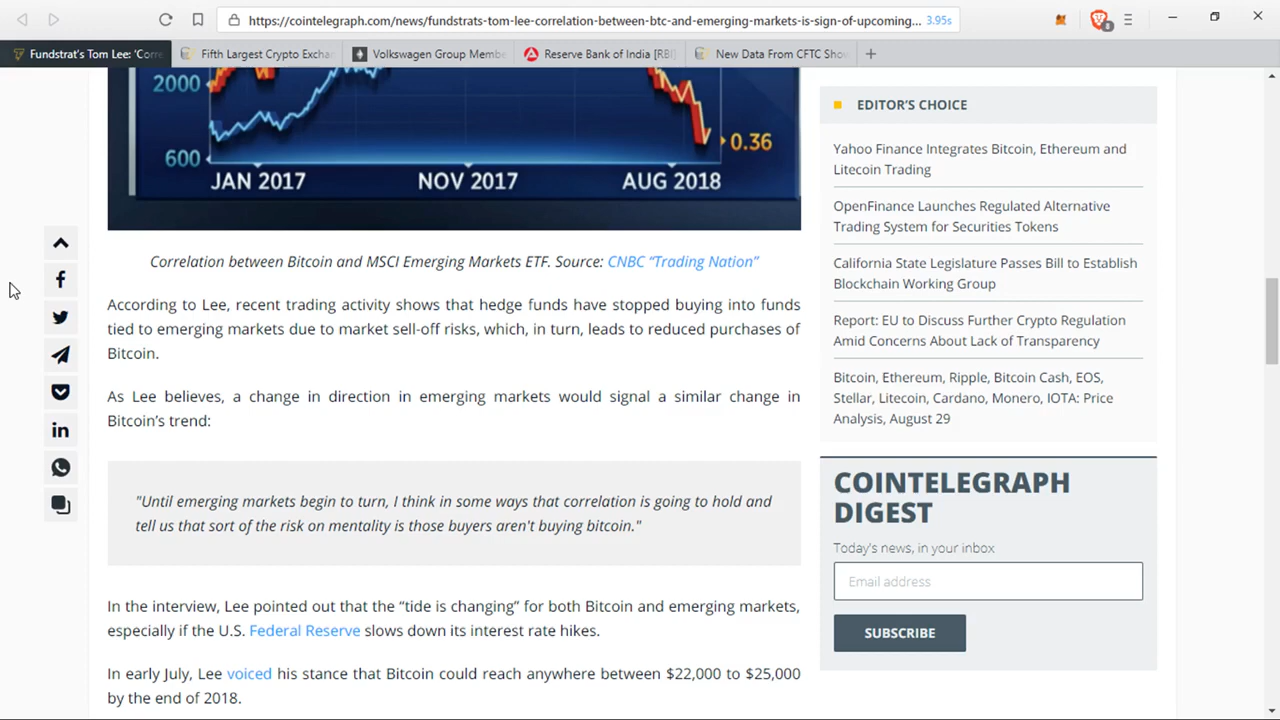 https://cointelegraph.com/news/fundstrats-tom-lee-correlation-between-btc-and-emerging-markets-is-sign-of-upcoming... 3.95s
8
Fundstrat's Tom Lee: 'Corre
Fifth Largest Crypto Excha
Volkswagen Group Membe
Reserve Bank of India [RBI]
New Data From CFTC Show
2000
600
0.36
JAN 2017
NOV 2017
AUG 2018
Correlation between Bitcoin and MSCI Emerging Markets ETF. Source: CNBC “Trading Nation”
According to Lee, recent trading activity shows that hedge funds have stopped buying into funds
tied to emerging markets due to market sell-off risks, which, in turn, leads to reduced purchases of
Bitcoin.
As Lee believes, a change in direction in emerging markets would signal a similar change in
Bitcoin’s trend:
"Until emerging markets begin to turn, I think in some ways that correlation is going to hold and
tell us that sort of the risk on mentality is those buyers aren't buying bitcoin."
In the interview, Lee pointed out that the “tide is changing” for both Bitcoin and emerging markets,
especially if the U.S. Federal Reserve slows down its interest rate hikes.
In early July, Lee voiced his stance that Bitcoin could reach anywhere between $22,000 to $25,000
by the end of 2018.
EDITOR’S CHOICE
Yahoo Finance Integrates Bitcoin, Ethereum and
Litecoin Trading
OpenFinance Launches Regulated Alternative
Trading System for Securities Tokens
California State Legislature Passes Bill to Establish
Blockchain Working Group
Report: EU to Discuss Further Crypto Regulation
Amid Concerns About Lack of Transparency
Bitcoin, Ethereum, Ripple, Bitcoin Cash, EOS,
Stellar, Litecoin, Cardano, Monero, IOTA: Price
Analysis, August 29
COINTELEGRAPH
DIGEST
Today's news, in your inbox
Email address
SUBSCRIBE